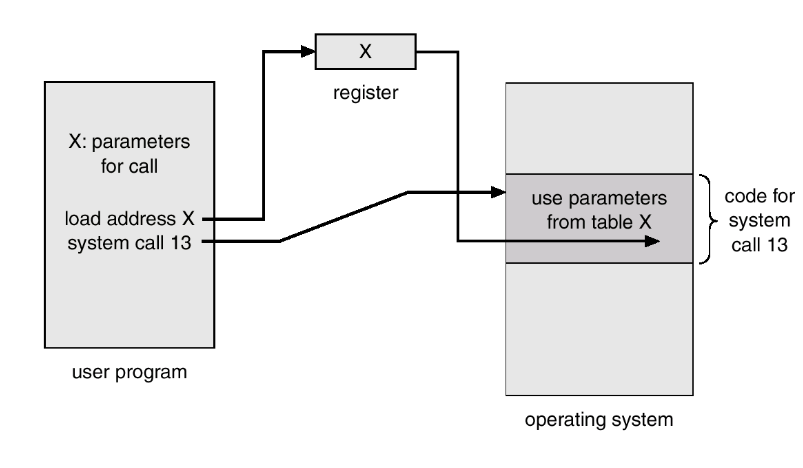 X
register
X: parameters
for call
load address X
system call 13
use parameters
from table X
code for
system
call 13
user program
operating system